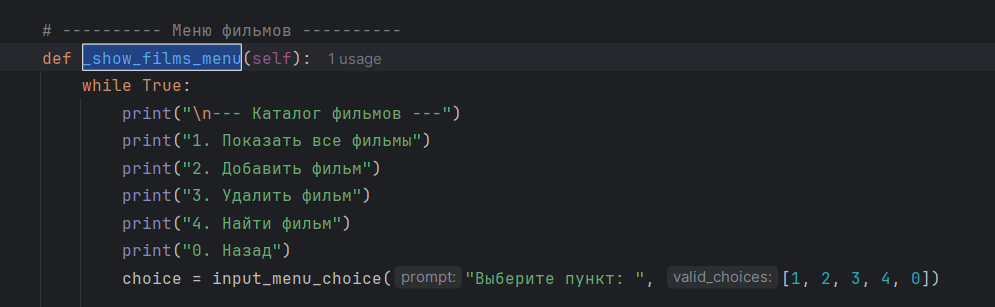 # ---------- Меню фильмов ----------
def _show_films_menu(self): 1 usage
while True:
print("\n--- Каталог фильмов ---")
print("1. Показать все фильмы")
print("2. Добавить фильм")
print("3. Удалить фильм")
print("4. Найти фильм")
print("0. Назад")
choice = input_menu_choice( prompt: "Выберите пункт: ", valid_choices: [1, 2, 3, 4, 0])